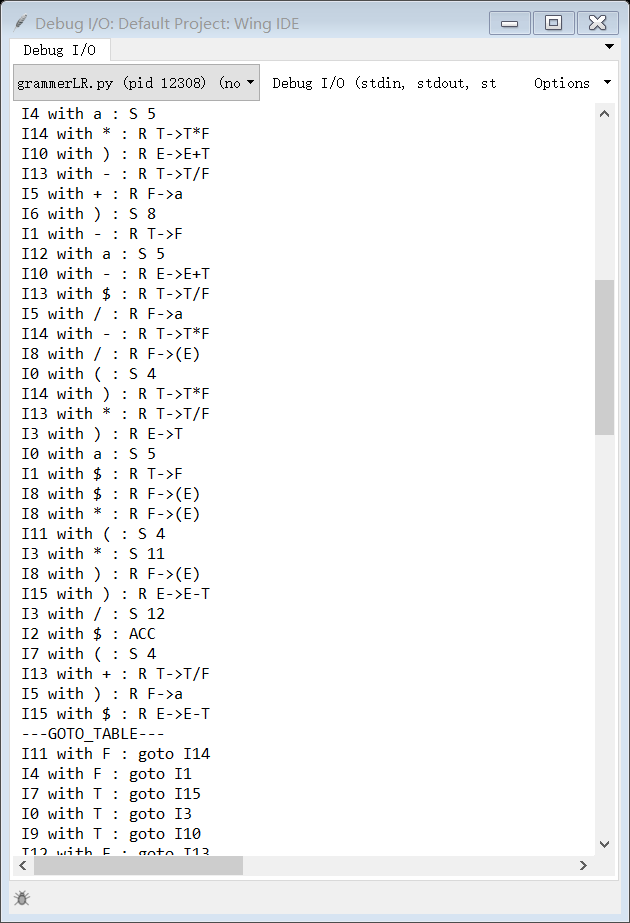 Debug I/O: Default Project: Wing IDE
Debug I/O
grammerLR.py (pid 12308) (no Debug I/O (stdin, stdout, st Options
I4 with a : S 5
I14 with * : R T->T*F
I10 with ) : R E->E+T
I13 with - : R T->T/F
I5 with + : R F->a
I6 with ) : S 8
I1 with - : R T->F
I12 with a : S 5
I10 with - : R E->E+T
I13 with $ : R T->T/F
I5 with / : R F->a
I14 with - : R T->T*F
I8 with / : R F->(E)
I0 with ( : S 4
I14 with ) : R T->T*F
I13 with * : R T->T/F
I3 with ) : R E->T
I0 with a : S 5
I1 with $ : R T->F
I8 with $ : R F->(E)
I8 with * : R F->(E)
I11 with ( : S 4
I3 with * : S 11
I8 with ) : R F->(E)
I15 with ) : R E->E-T
I3 with / : S 12
I2 with $ : ACC
I7 with ( : S 4
I13 with + : R T->T/F
I5 with ) : R F->a
I15 with $ : R E->E-T
---GOTO_TABLE---
I11 with F : goto I14
I4 with F : goto I1
I7 with T : goto I15
I0 with T : goto I3
I9 with T : goto I10
I12 with F : goto I13